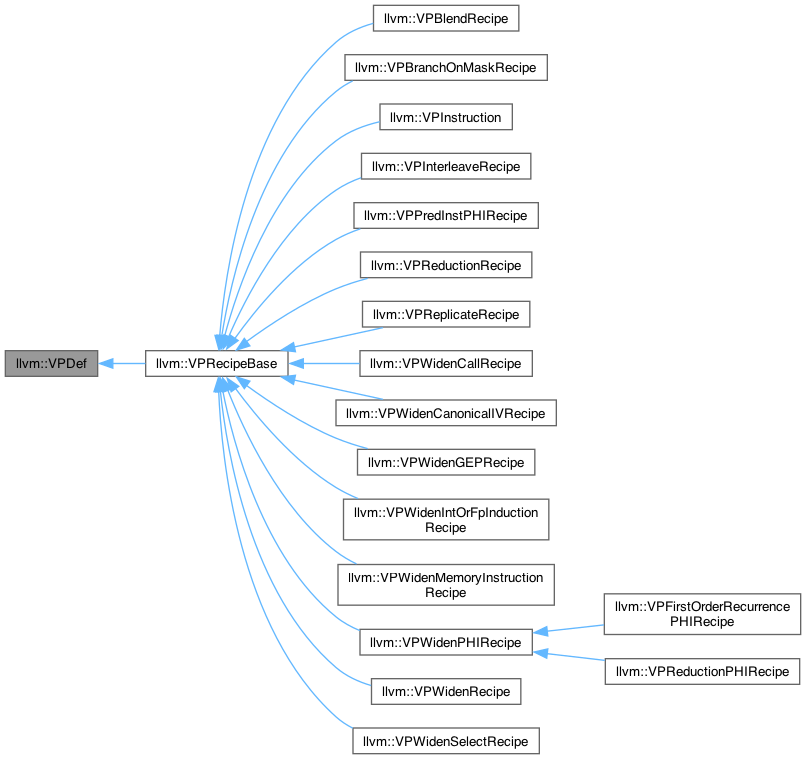 llvm::VPBlendRecipe
llvm::VPBranchOnMaskRecipe
llvm::VPInstruction
llvm::VPInterleaveRecipe
llvm::VPPredInstPHIRecipe
llvm::VPReductionRecipe
llvm::VPReplicateRecipe
llvm::VPDef
llvm::VPRecipeBase
llvm::VPWidenCallRecipe
llvm::VPWidenCanonicalIVRecipe
llvm::VPWidenGEPRecipe
llvm::VPWidenIntOrFpInduction
Recipe
llvm::VPWidenMemoryInstruction
Recipe
llvm::VPFirstOrderRecurrence
PHIRecipe
llvm::VPWidenPHIRecipe
llvm::VPReductionPHIRecipe
llvm::VPWidenRecipe
llvm::VPWidenSelectRecipe